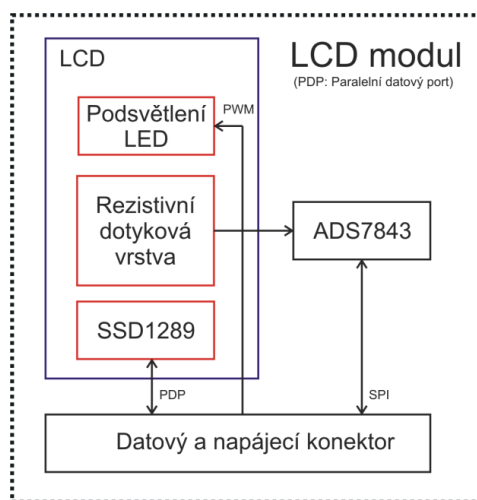 LCD
LCD modul
(PDP: Paralelní datový port)
Podsvětlení
LED
PWM
Rezistivní
dotyková
vrstva
ADS7843
SSD1289
PDP
SPI
Datový a napájecí konektor